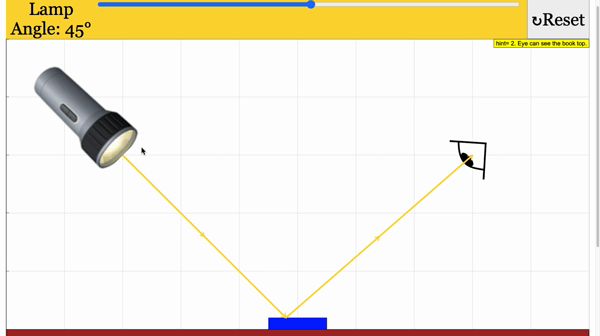 Lamp
Angle: 45°
↻Reset
hint= 2. Eye can see the book top.